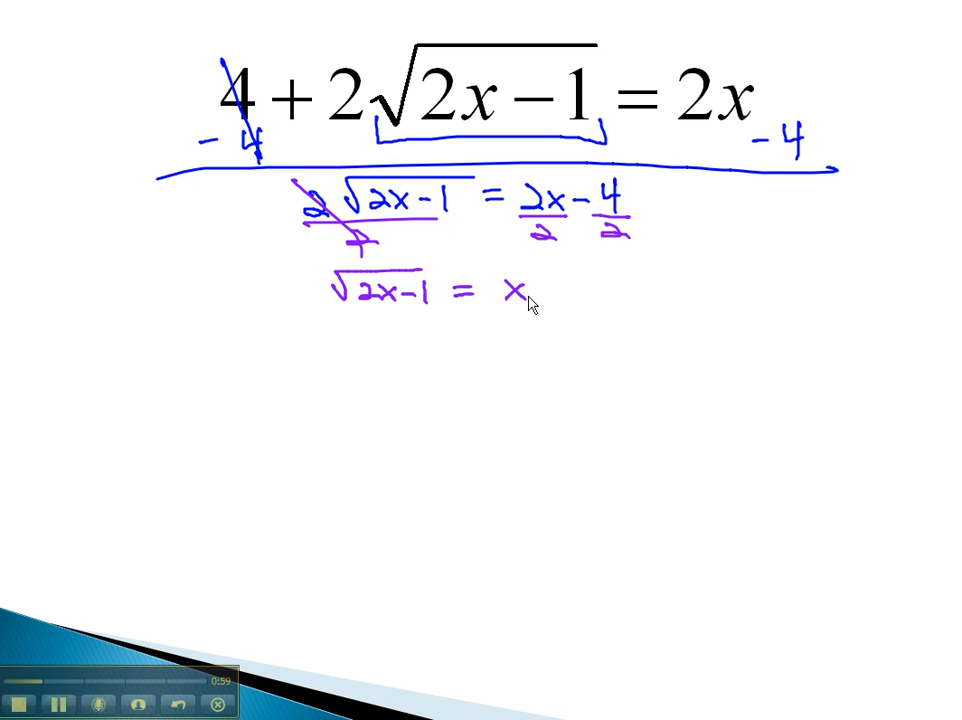 4 + 2√(2x − 1) = 2x
− 4 − 4
2 √(2x − 1) = 2x − 4
2 2 2
√(2x − 1) = x
0:59